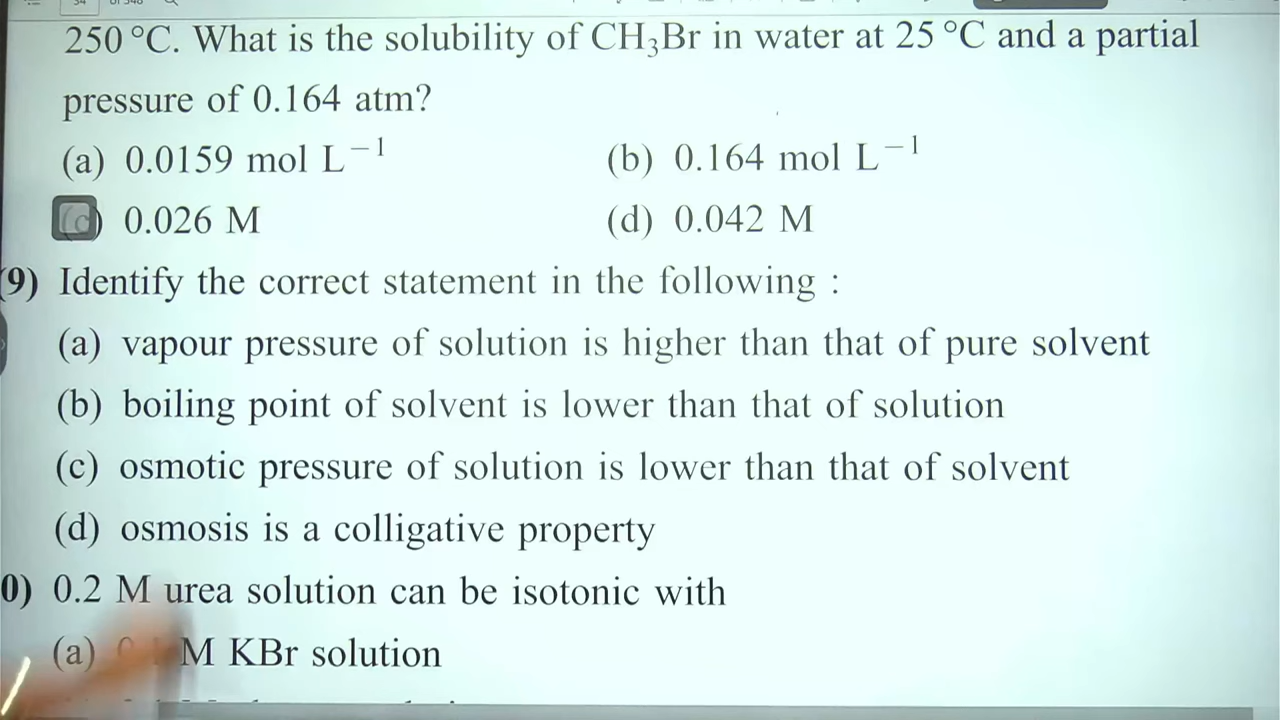 250 °C. What is the solubility of CH₃Br in water at 25 °C and a partial
pressure of 0.164 atm?
(a) 0.0159 mol L⁻¹ (b) 0.164 mol L⁻¹
(c) 0.026 M (d) 0.042 M
9) Identify the correct statement in the following :
(a) vapour pressure of solution is higher than that of pure solvent
(b) boiling point of solvent is lower than that of solution
(c) osmotic pressure of solution is lower than that of solvent
(d) osmosis is a colligative property
0) 0.2 M urea solution can be isotonic with
(a) M KBr solution